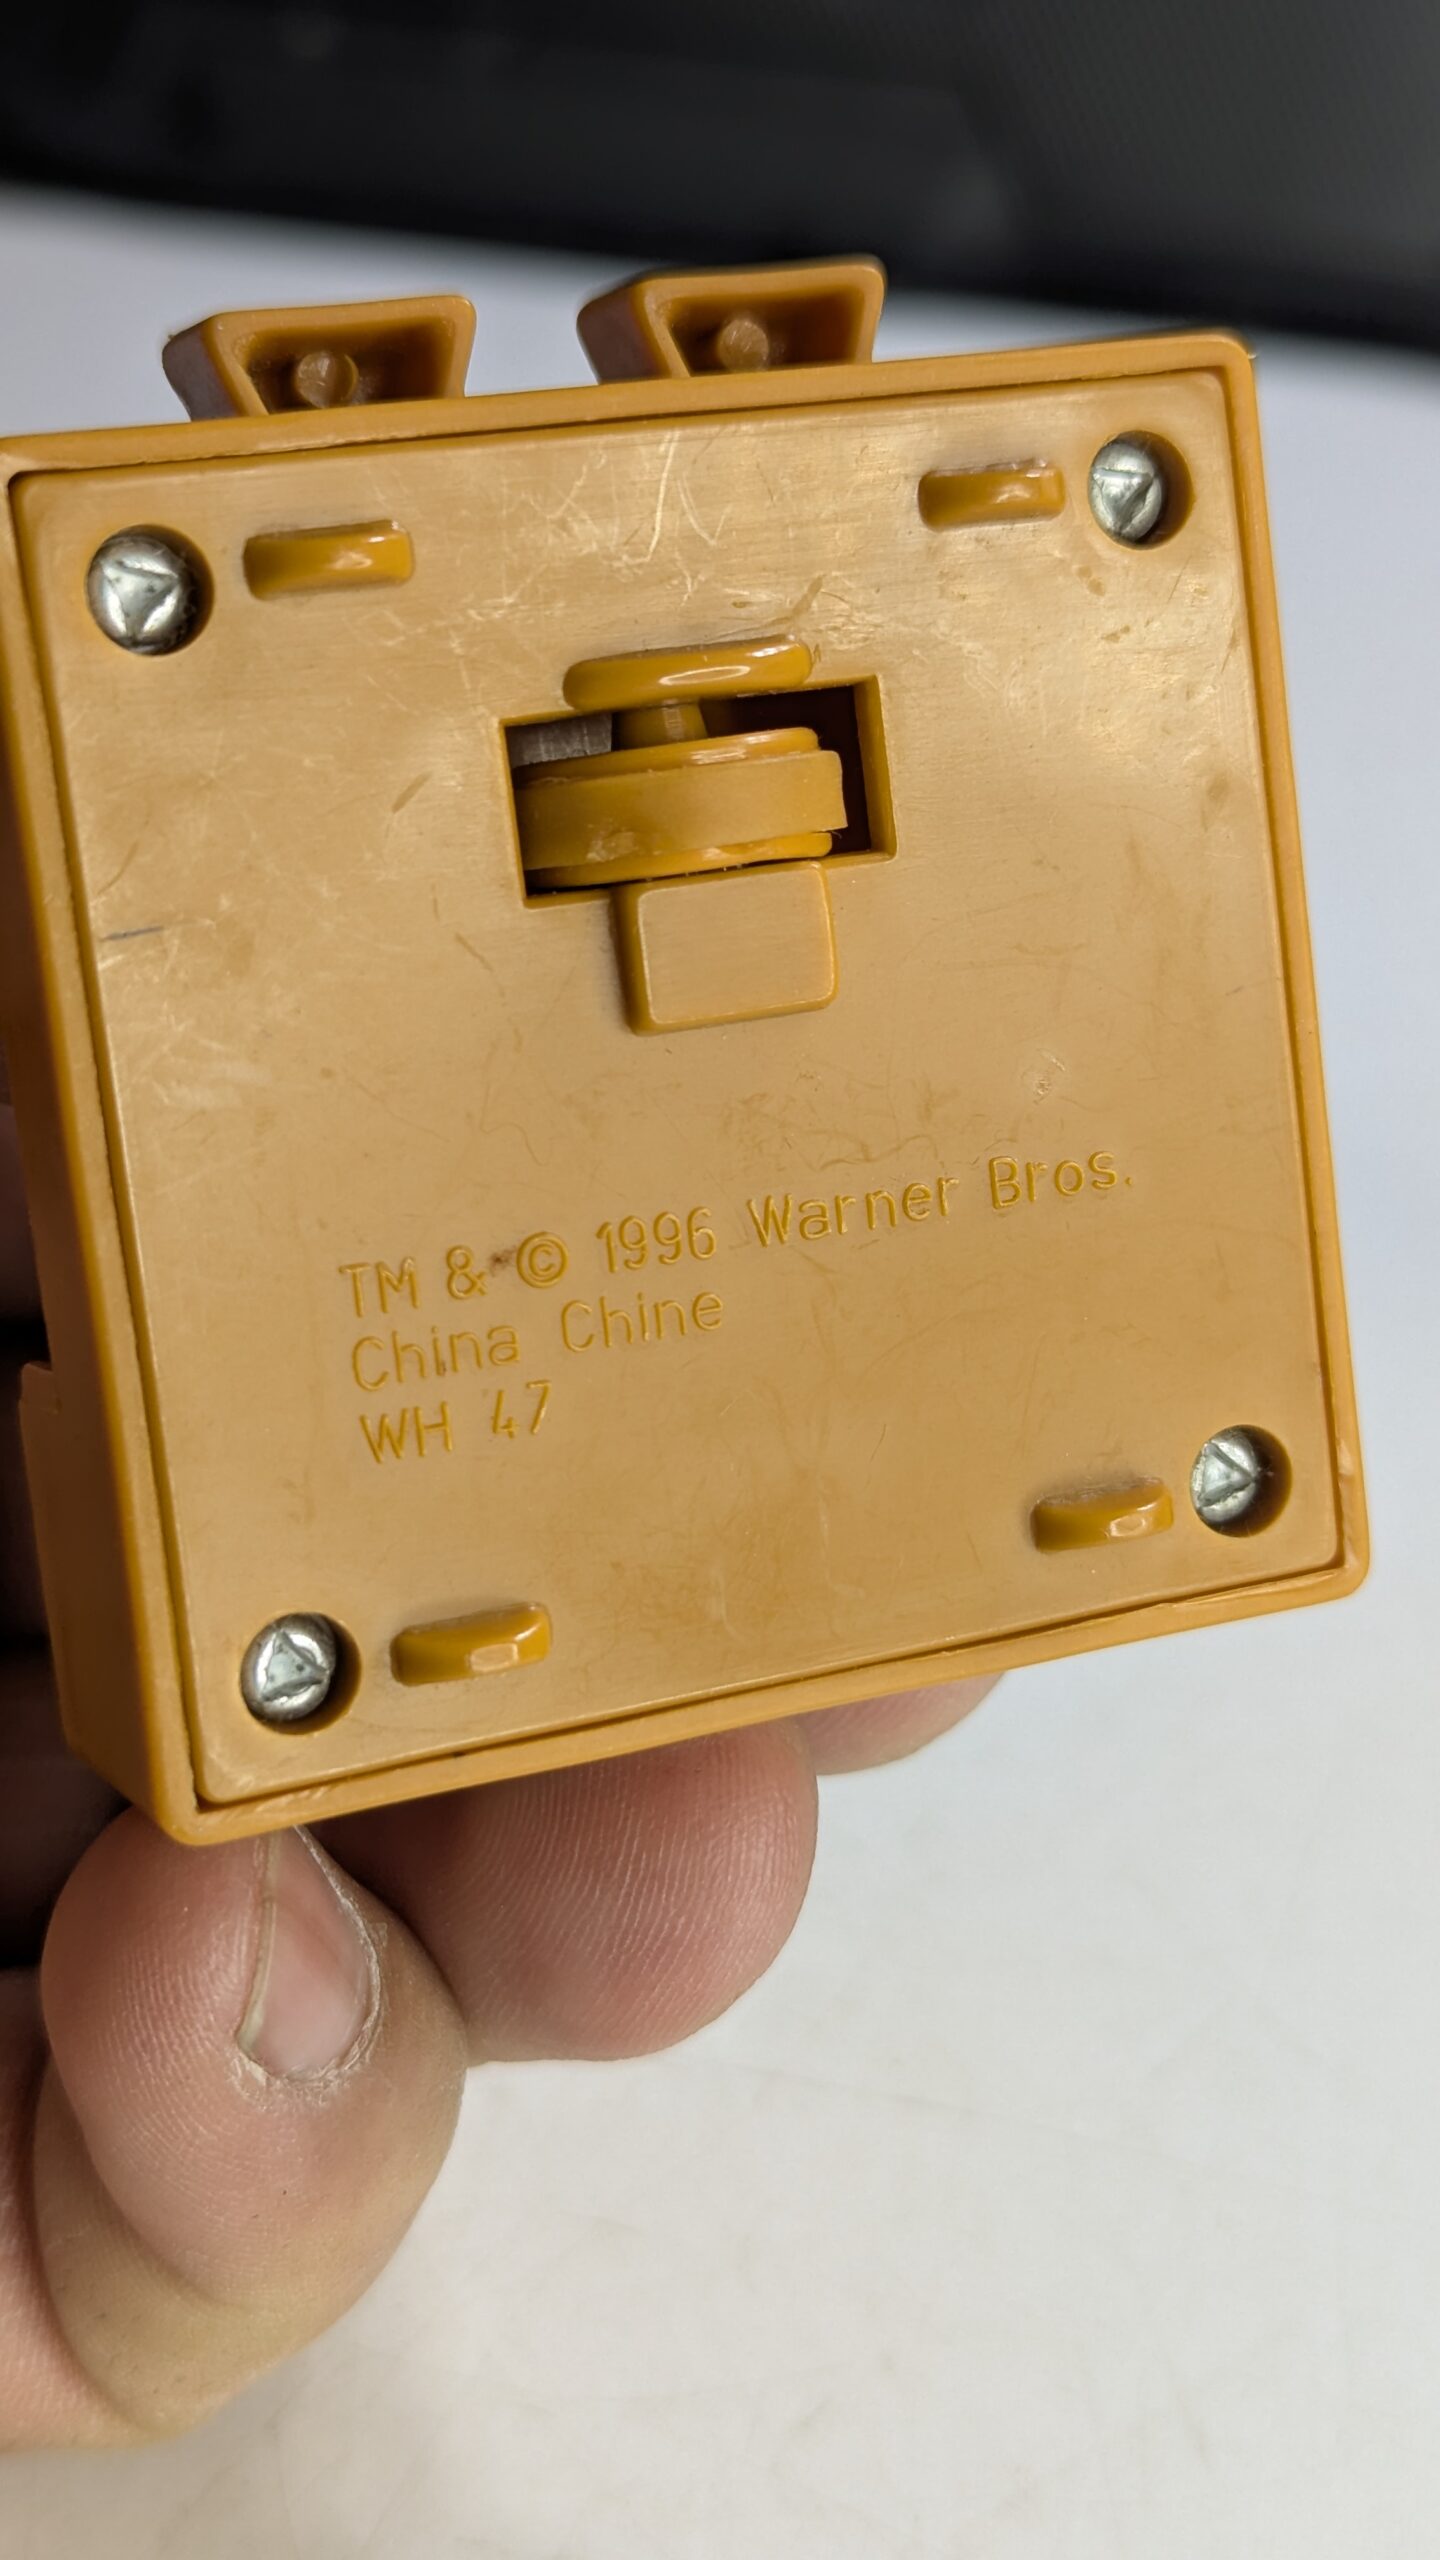 TM & © 1996 Warner Bros.
China Chine
WH 47